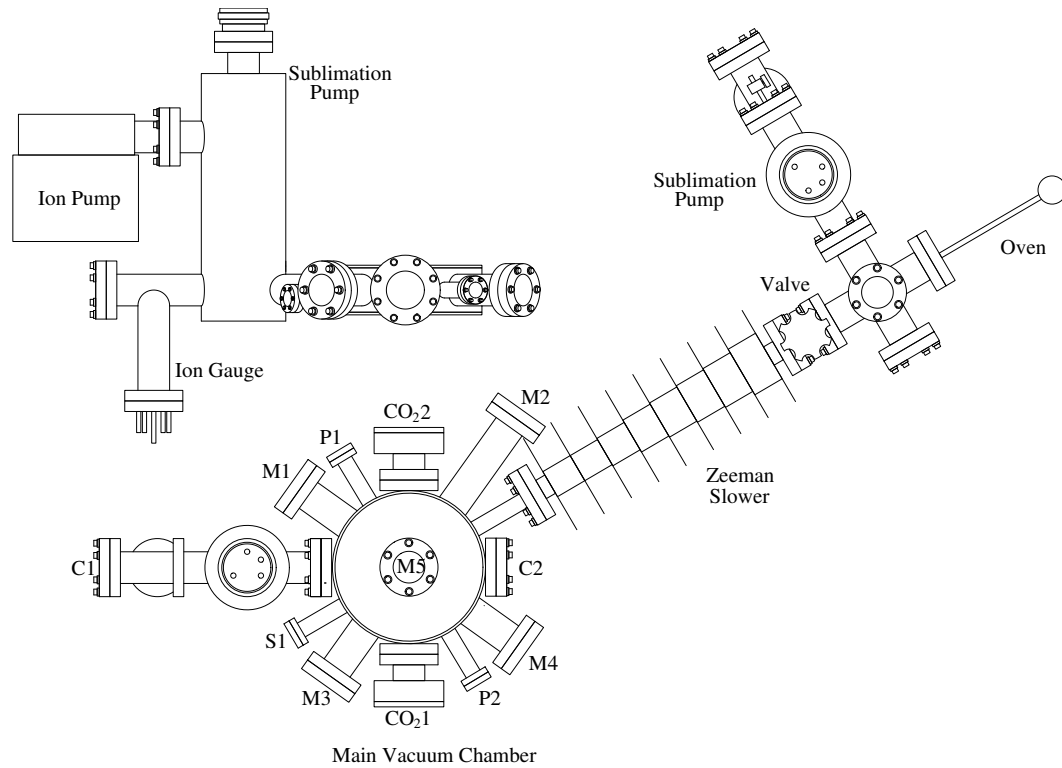 Sublimation
Pump
Ion Pump
Sublimation
Pump
Oven
Valve
Ion Gauge
CO₂2
M2
P1
M1
Zeeman
Slower
C1
M5
C2
S1
M4
M3
P2
CO₂1
Main Vacuum Chamber